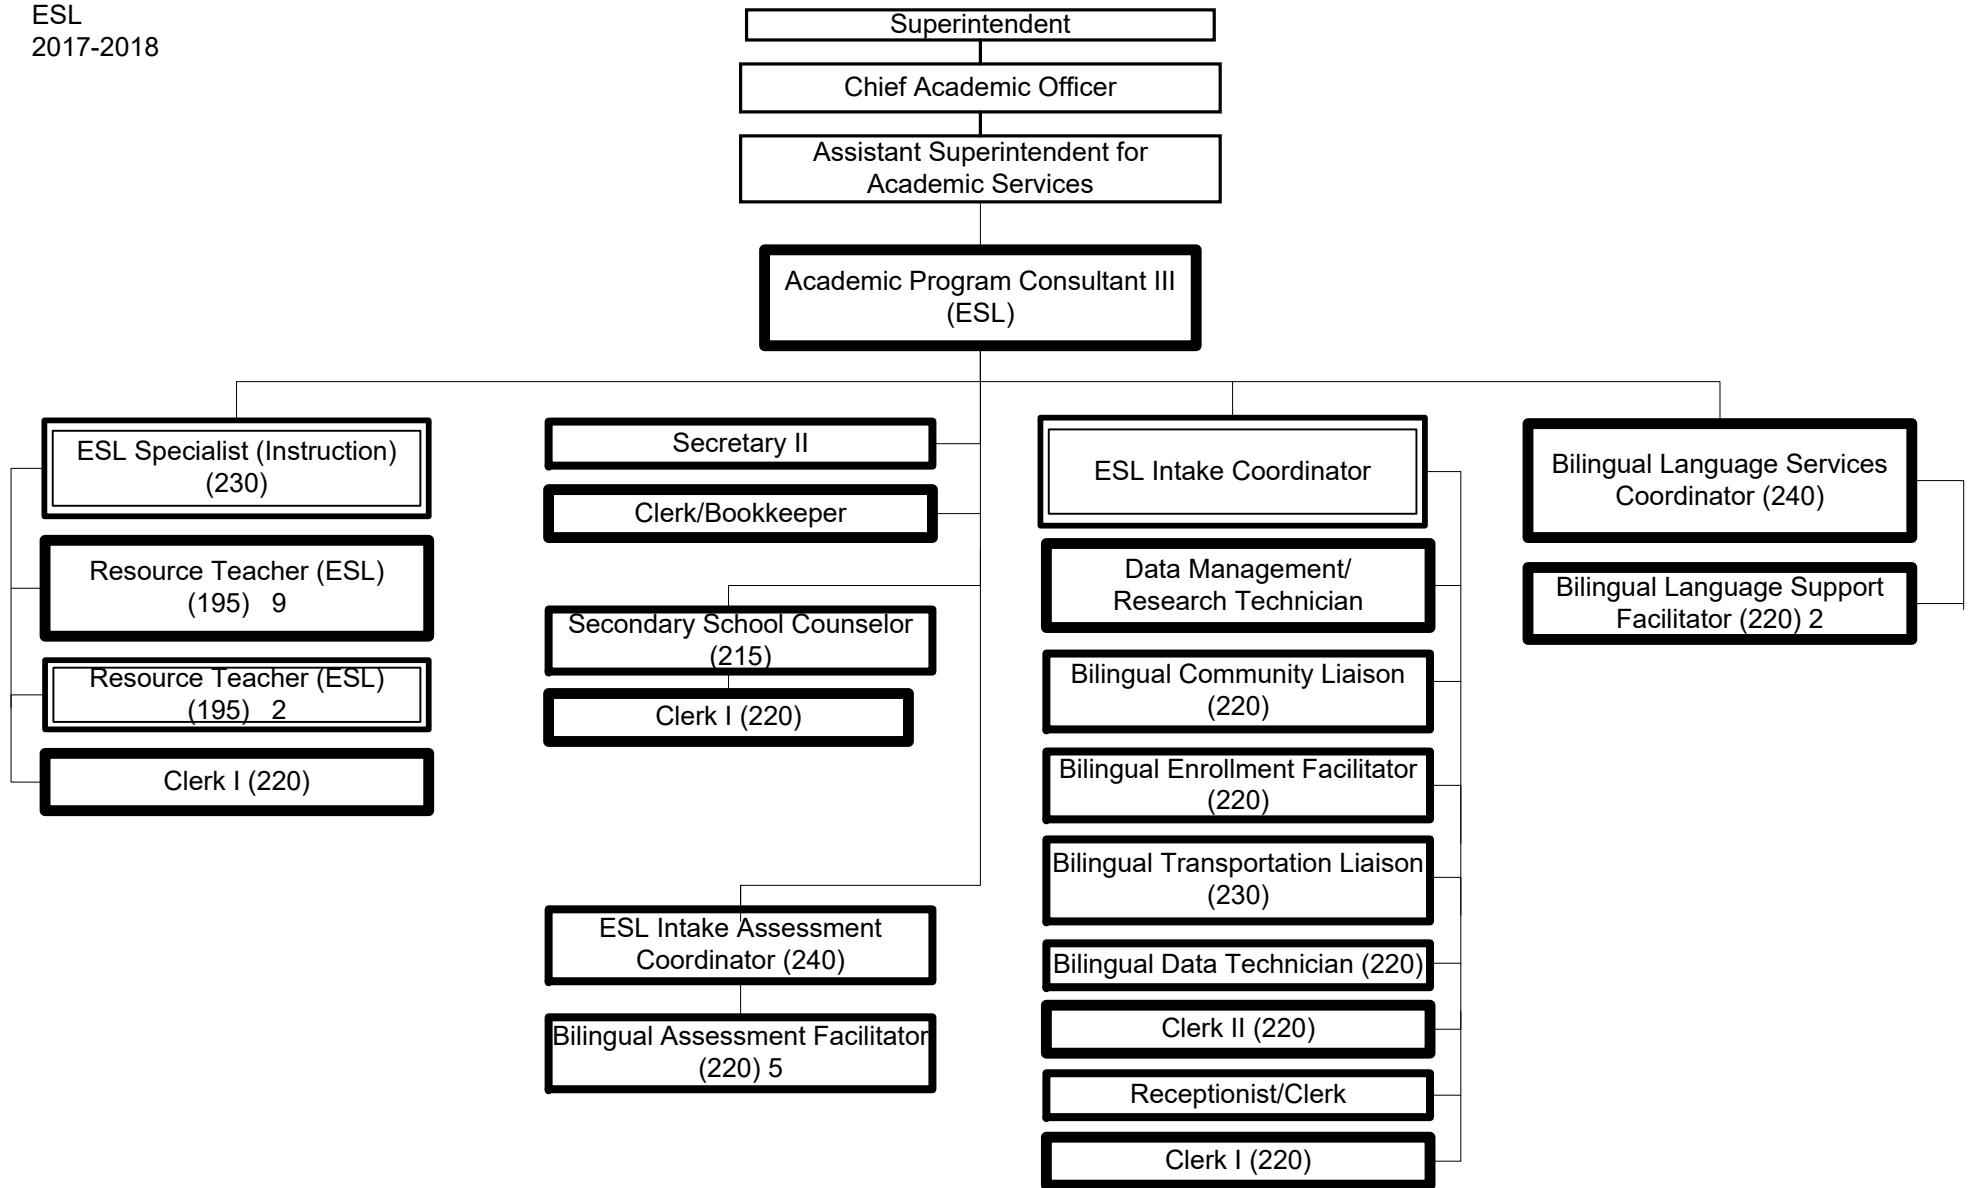 ESL
2017-2018
Superintendent
Chief Academic Officer
Assistant Superintendent for
Academic Services
Academic Program Consultant III
(ESL)
ESL Specialist (Instruction)
(230)
Resource Teacher (ESL)
(195) 9
Resource Teacher (ESL)
(195) 2
Clerk I (220)
Secretary II
Clerk/Bookkeeper
Secondary School Counselor
(215)
Clerk I (220)
ESL Intake Assessment
Coordinator (240)
Bilingual Assessment Facilitator
(220) 5
ESL Intake Coordinator
Data Management/
Research Technician
Bilingual Community Liaison
(220)
Bilingual Enrollment Facilitator
(220)
Bilingual Transportation Liaison
(230)
Bilingual Data Technician (220)
Clerk II (220)
Receptionist/Clerk
Clerk I (220)
Bilingual Language Services
Coordinator (240)
Bilingual Language Support
Facilitator (220) 2